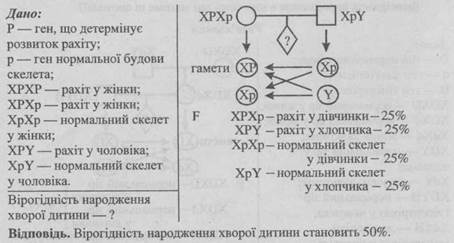 Дано:
Р — ген, що детермінує
розвиток рахіту;
р — ген нормальної будови
скелета;
ХРХР — рахіт у жінки;
ХРХр — рахіт у жінки;
ХрХр — нормальний скелет
у жінки;
ХРY — рахіт у чоловіка;
ХрY — нормальний скелет
у чоловіка.
Вірогідність народження
хворої дитини — ?
ХРХр
ХрY
?
гамети
ХР
Хр
Хр
Y
F
ХРХр – рахіт у дівчинки – 25%
ХРY – рахіт у хлопчика – 25%
ХрХр – нормальний скелет
у дівчинки – 25%
ХрY – нормальний скелет
у хлопчика – 25%
Відповідь. Вірогідність народження хворої дитини становить 50%.